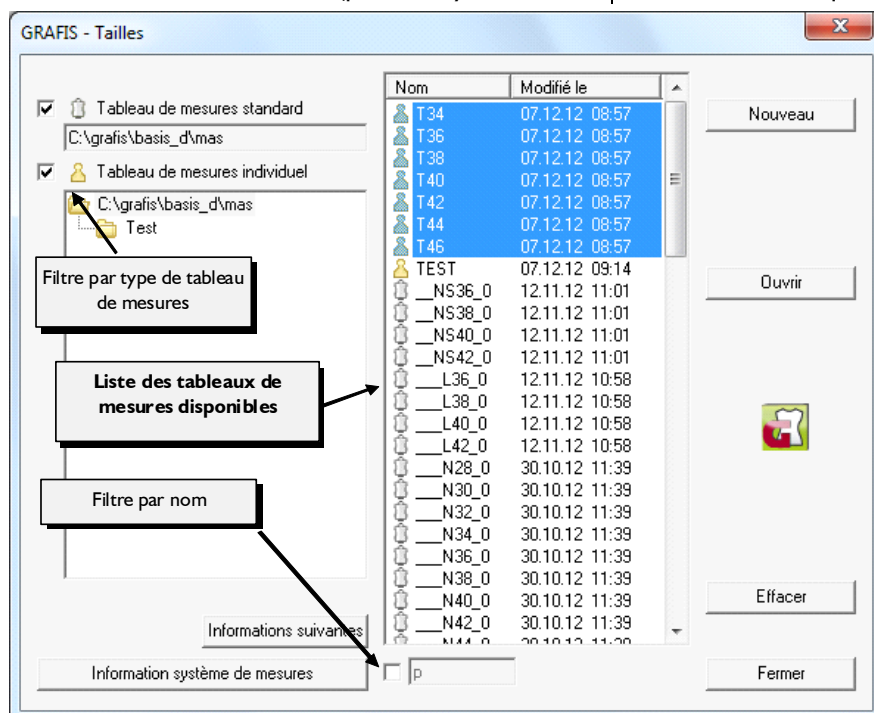 GRAFIS - Tailles
Tableau de mesures standard
C:\grafis\basis_d\mas
Tableau de mesures individuel
C:\grafis\basis_d\mas
Test
Filtre par type de tableau
de mesures
Liste des tableaux de
mesures disponibles
Filtre par nom
Informations suivantes
Information système de mesures
Nom Modifié le
T34 07.12.12 08:57
T36 07.12.12 08:57
T38 07.12.12 08:57
T40 07.12.12 08:57
T42 07.12.12 08:57
T44 07.12.12 08:57
T46 07.12.12 08:57
TEST 07.12.12 09:14
__NS36_0 12.11.12 11:01
__NS38_0 12.11.12 11:01
__NS40_0 12.11.12 11:01
__NS42_0 12.11.12 11:01
___L36_0 12.11.12 10:58
___L38_0 12.11.12 10:58
___L40_0 12.11.12 10:58
___L42_0 12.11.12 10:58
___N28_0 30.10.12 11:39
___N30_0 30.10.12 11:39
___N32_0 30.10.12 11:39
___N34_0 30.10.12 11:39
___N36_0 30.10.12 11:39
___N38_0 30.10.12 11:39
___N40_0 30.10.12 11:39
___N42_0 30.10.12 11:39
p
Nouveau
Ouvrir
Effacer
Fermer